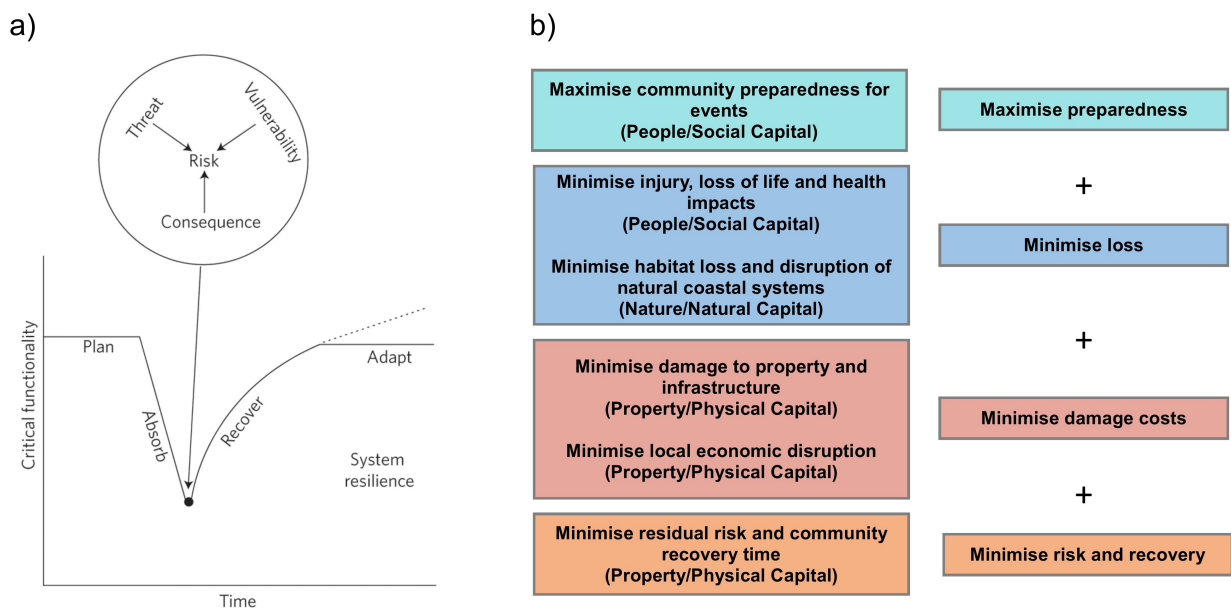 a)
Threat
Vulnerability
Risk
Consequence
Critical functionality
Plan
Absorb
Recover
Adapt
System
resilience
Time
b)
Maximise community preparedness for
events
(People/Social Capital)
Maximise preparedness
+
Minimise injury, loss of life and health
impacts
(People/Social Capital)
Minimise habitat loss and disruption of
natural coastal systems
(Nature/Natural Capital)
Minimise loss
+
Minimise damage to property and
infrastructure
(Property/Physical Capital)
Minimise local economic disruption
(Property/Physical Capital)
Minimise damage costs
+
Minimise residual risk and community
recovery time
(Property/Physical Capital)
Minimise risk and recovery